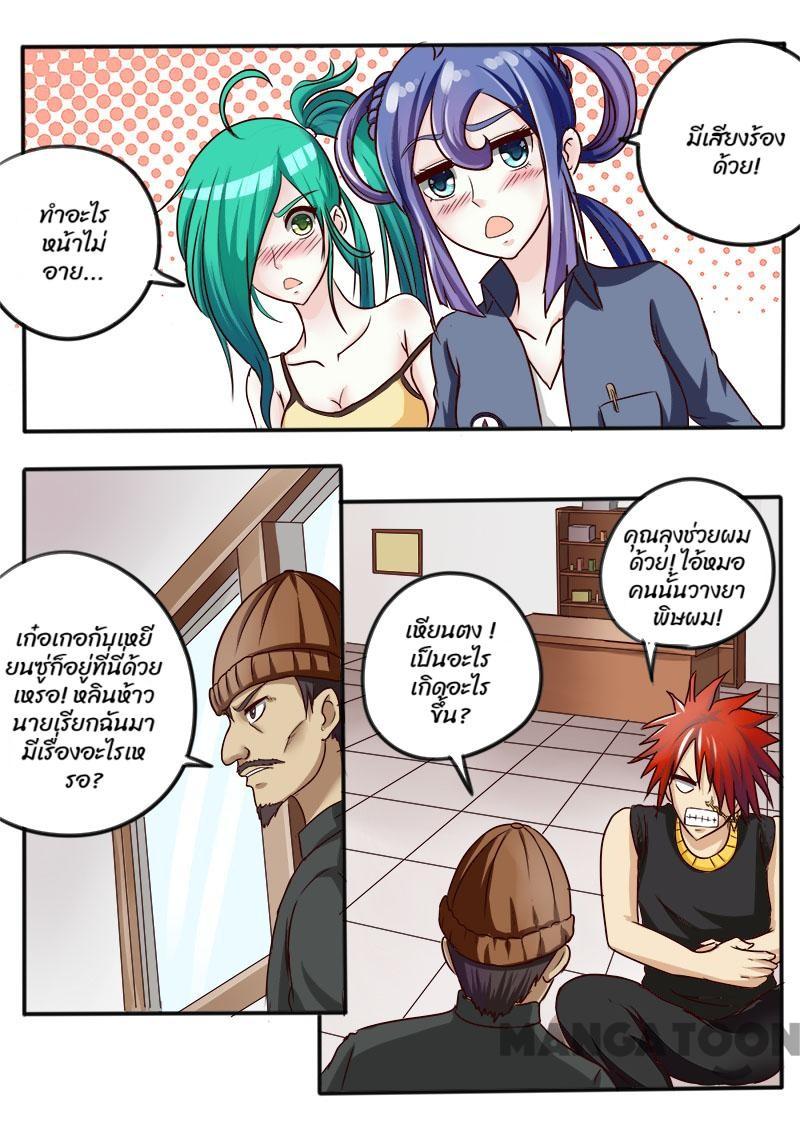 มีเสียงร้อง
ด้วย!
ทำอะไร
หน้าไม่
อาย...
เก๋อเกอกับเหยี
ยนซู่ก็อยู่ที่นี่ด้วย
เหรอ! หลินห้าว
นายเรียกฉันมา
มีเรื่องอะไรเห
รอ?
คุณลุงช่วยผม
ด้วย! ไอ้หมอ
คนนั้นวางยา
พิษผม!
เหียนตง !
เป็นอะไร
เกิดอะไร
ขึ้น?
MANGATOON